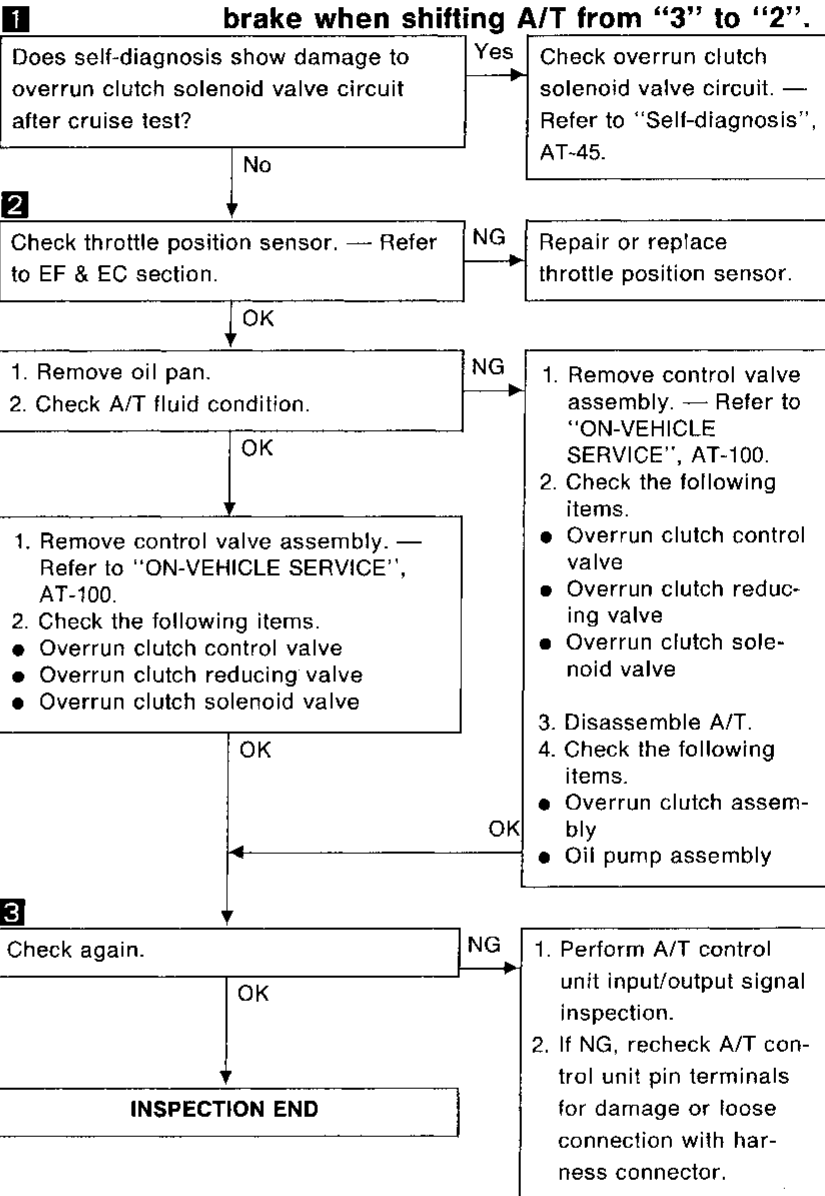 1
brake when shifting A/T from “3” to “2”.
Does self-diagnosis show damage to
overrun clutch solenoid valve circuit
after cruise test?
Yes
Check overrun clutch
solenoid valve circuit. —
Refer to “Self-diagnosis”,
AT-45.
No
2
Check throttle position sensor. — Refer
to EF & EC section.
NG
Repair or replace
throttle position sensor.
OK
1. Remove oil pan.
2. Check A/T fluid condition.
NG
1. Remove control valve
assembly. — Refer to
“ON-VEHICLE
SERVICE”, AT-100.
2. Check the following
items.
● Overrun clutch control
valve
● Overrun clutch reduc-
ing valve
● Overrun clutch sole-
noid valve
3. Disassemble A/T.
4. Check the following
items.
● Overrun clutch assem-
bly
● Oil pump assembly
OK
1. Remove control valve assembly. —
Refer to “ON-VEHICLE SERVICE”,
AT-100.
2. Check the following items.
● Overrun clutch control valve
● Overrun clutch reducing valve
● Overrun clutch solenoid valve
OK
OK
3
Check again.
NG
1. Perform A/T control
unit input/output signal
inspection.
2. If NG, recheck A/T con-
trol unit pin terminals
for damage or loose
connection with har-
ness connector.
OK
INSPECTION END